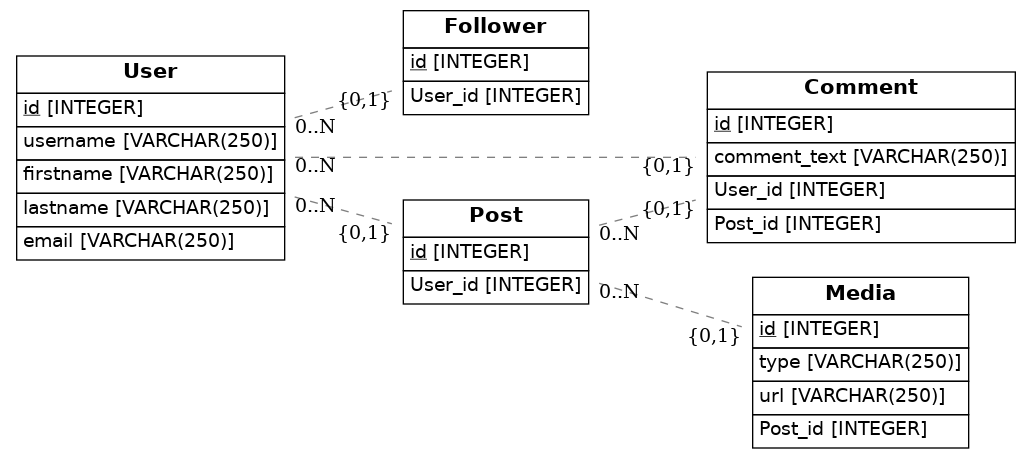 User
id [INTEGER]
username [VARCHAR(250)]
firstname [VARCHAR(250)]
lastname [VARCHAR(250)]
email [VARCHAR(250)]
Follower
id [INTEGER]
User_id [INTEGER]
{0,1}
0..N
0..N
{0,1}
0..N
{0,1}
Post
id [INTEGER]
User_id [INTEGER]
Comment
id [INTEGER]
comment_text [VARCHAR(250)]
User_id [INTEGER]
Post_id [INTEGER]
{0,1}
0..N
0..N
{0,1}
Media
id [INTEGER]
type [VARCHAR(250)]
url [VARCHAR(250)]
Post_id [INTEGER]